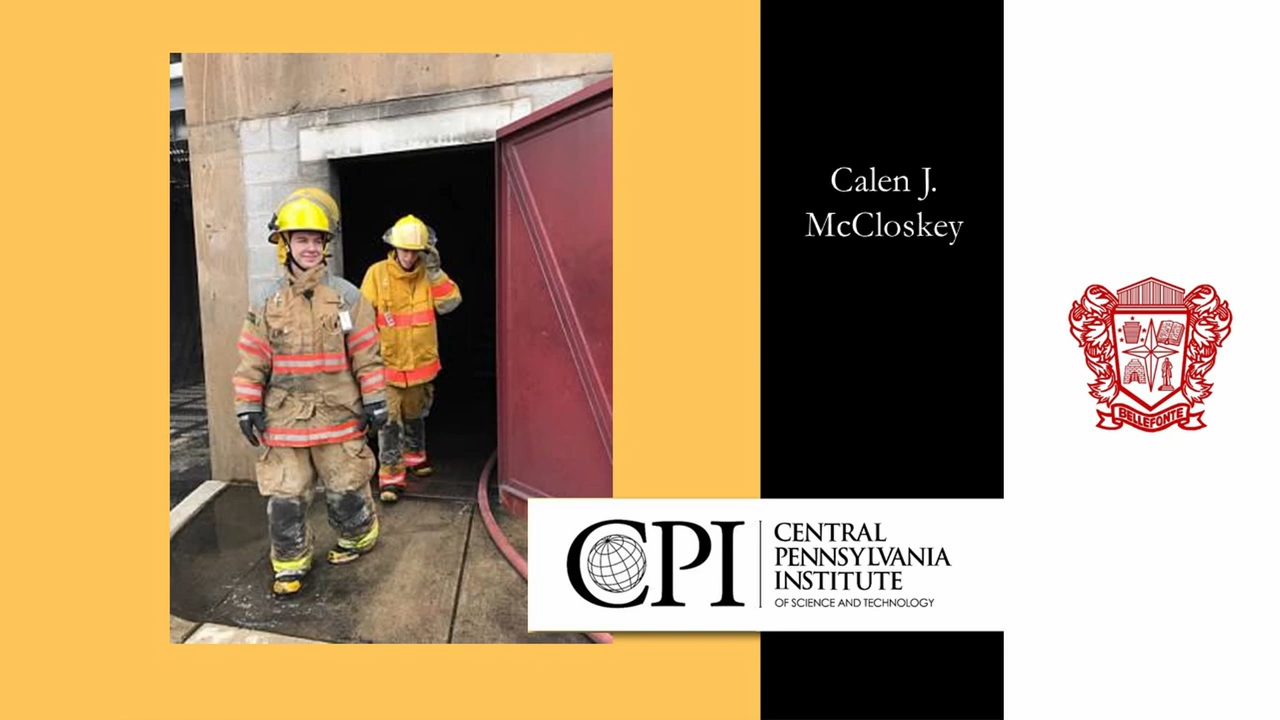 Calen J.
McCloskey
BELLEFONTE
CPI
CENTRAL
PENNSYLVANIA
INSTITUTE
OF SCIENCE AND TECHNOLOGY